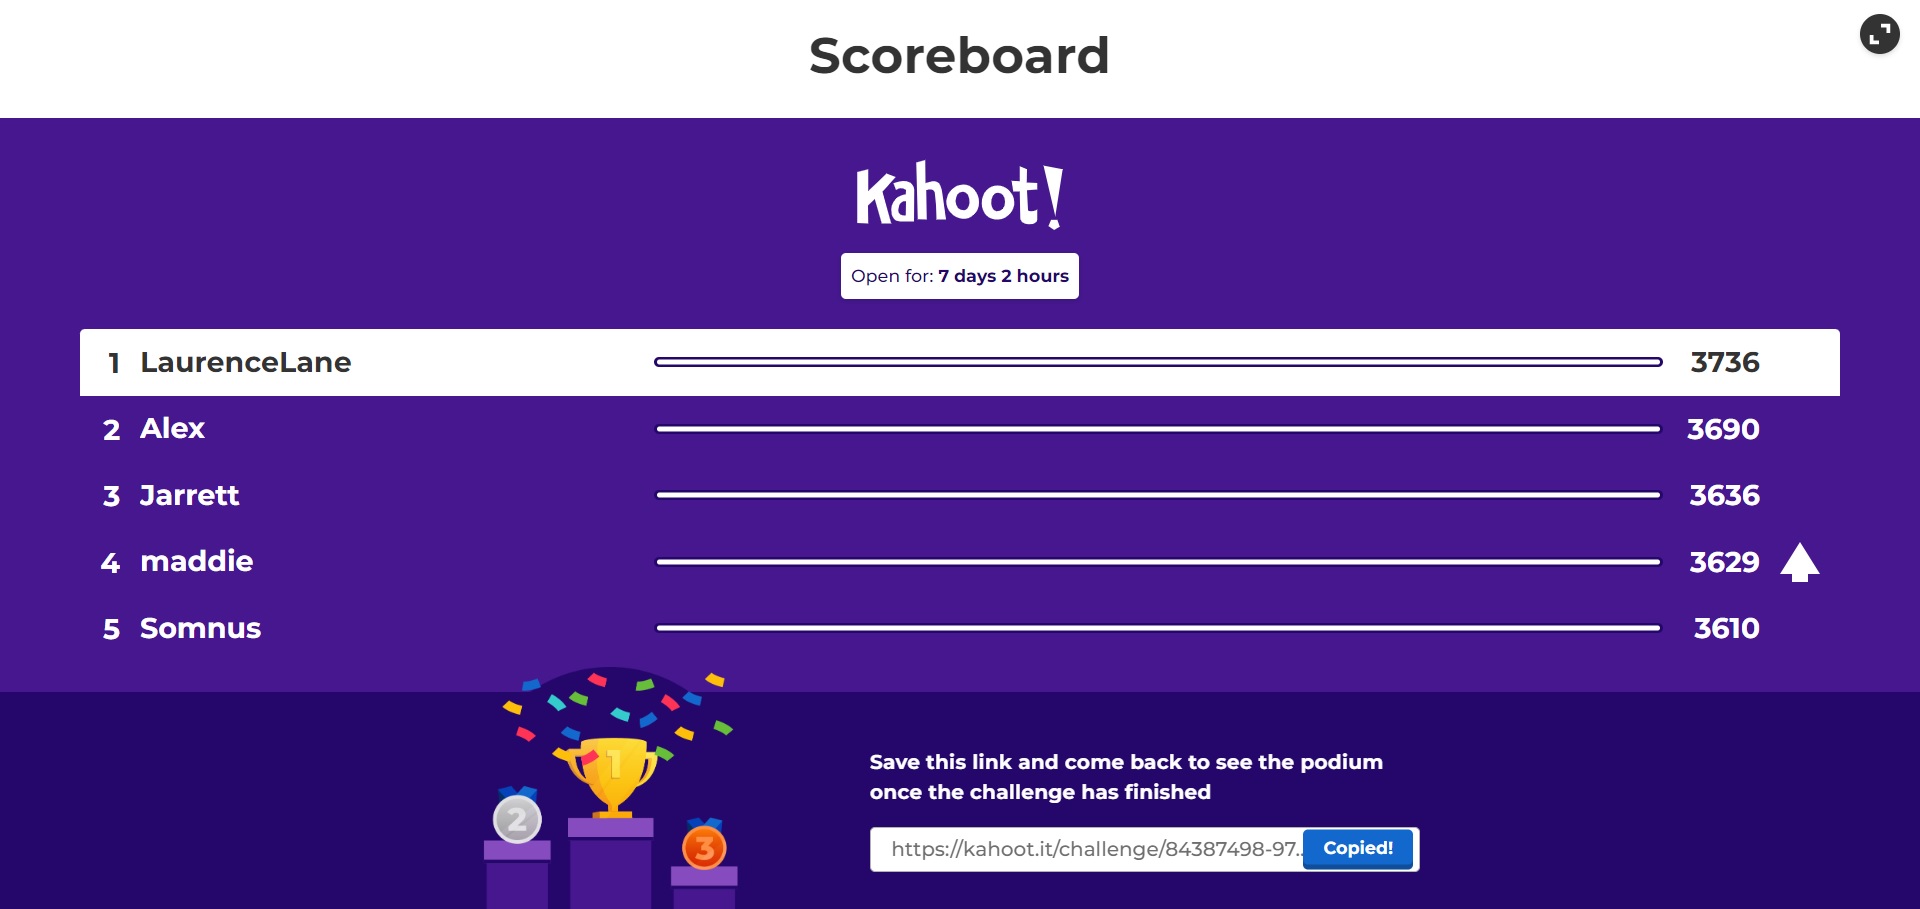 Scoreboard
Kahoot!
Open for: 7 days 2 hours
1 LaurenceLane 3736
2 Alex 3690
3 Jarrett 3636
4 maddie 3629
5 Somnus 3610
1
2
3
Save this link and come back to see the podium
once the challenge has finished
https://kahoot.it/challenge/84387498-97... Copied!